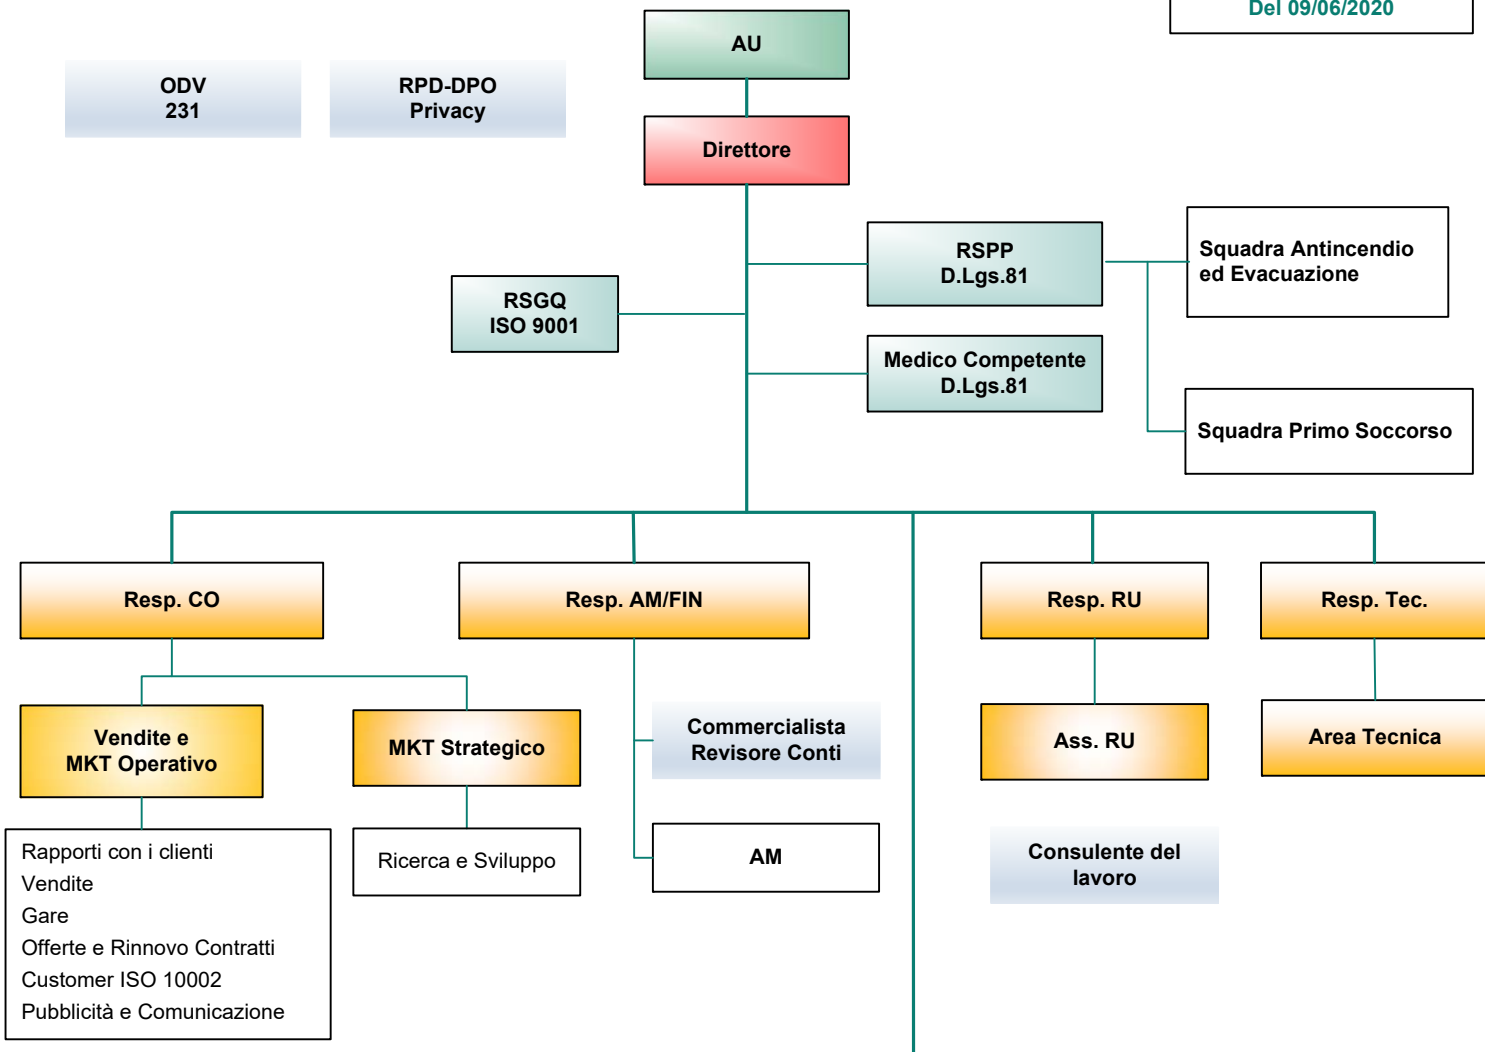 Del 09/06/2020
AU
ODV
231
RPD-DPO
Privacy
Direttore
RSPP
D.Lgs.81
Squadra Antincendio
ed Evacuazione
RSGQ
ISO 9001
Medico Competente
D.Lgs.81
Squadra Primo Soccorso
Resp. CO
Resp. AM/FIN
Resp. RU
Resp. Tec.
Vendite e
MKT Operativo
MKT Strategico
Commercialista
Revisore Conti
Ass. RU
Area Tecnica
Rapporti con i clienti
Vendite
Gare
Offerte e Rinnovo Contratti
Customer ISO 10002
Pubblicità e Comunicazione
Ricerca e Sviluppo
AM
Consulente del
lavoro